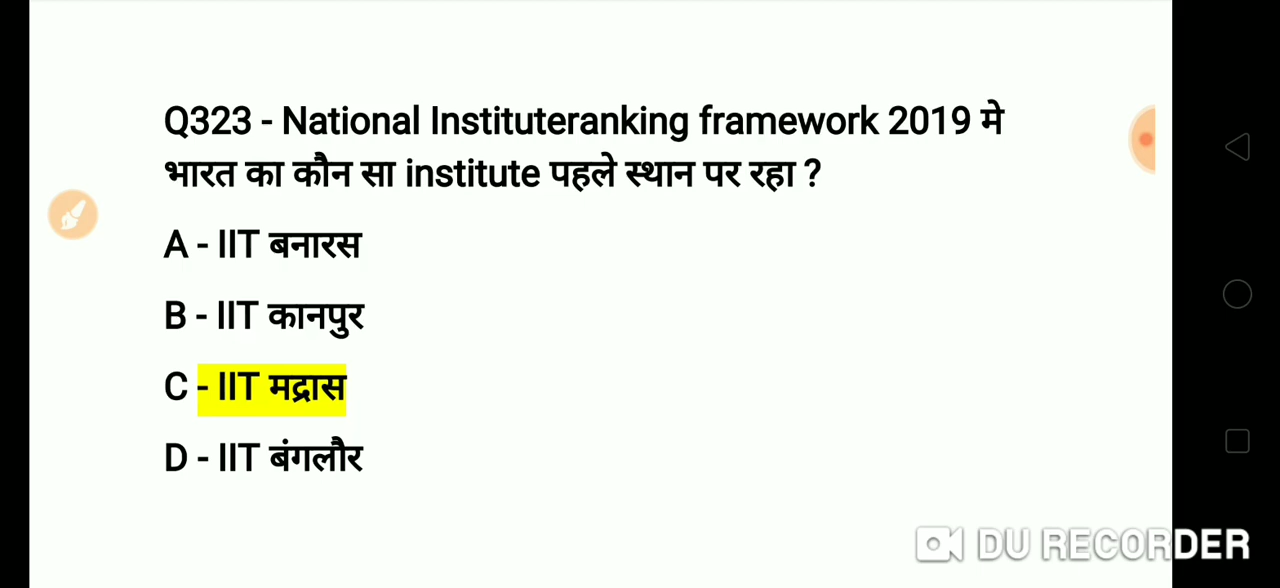 Q323 - National Instituteranking framework 2019 मे
भारत का कौन सा institute पहले स्थान पर रहा ?
A - IIT बनारस
B - IIT कानपुर
C - IIT मद्रास
D - IIT बंगलौर
DU RECORDER